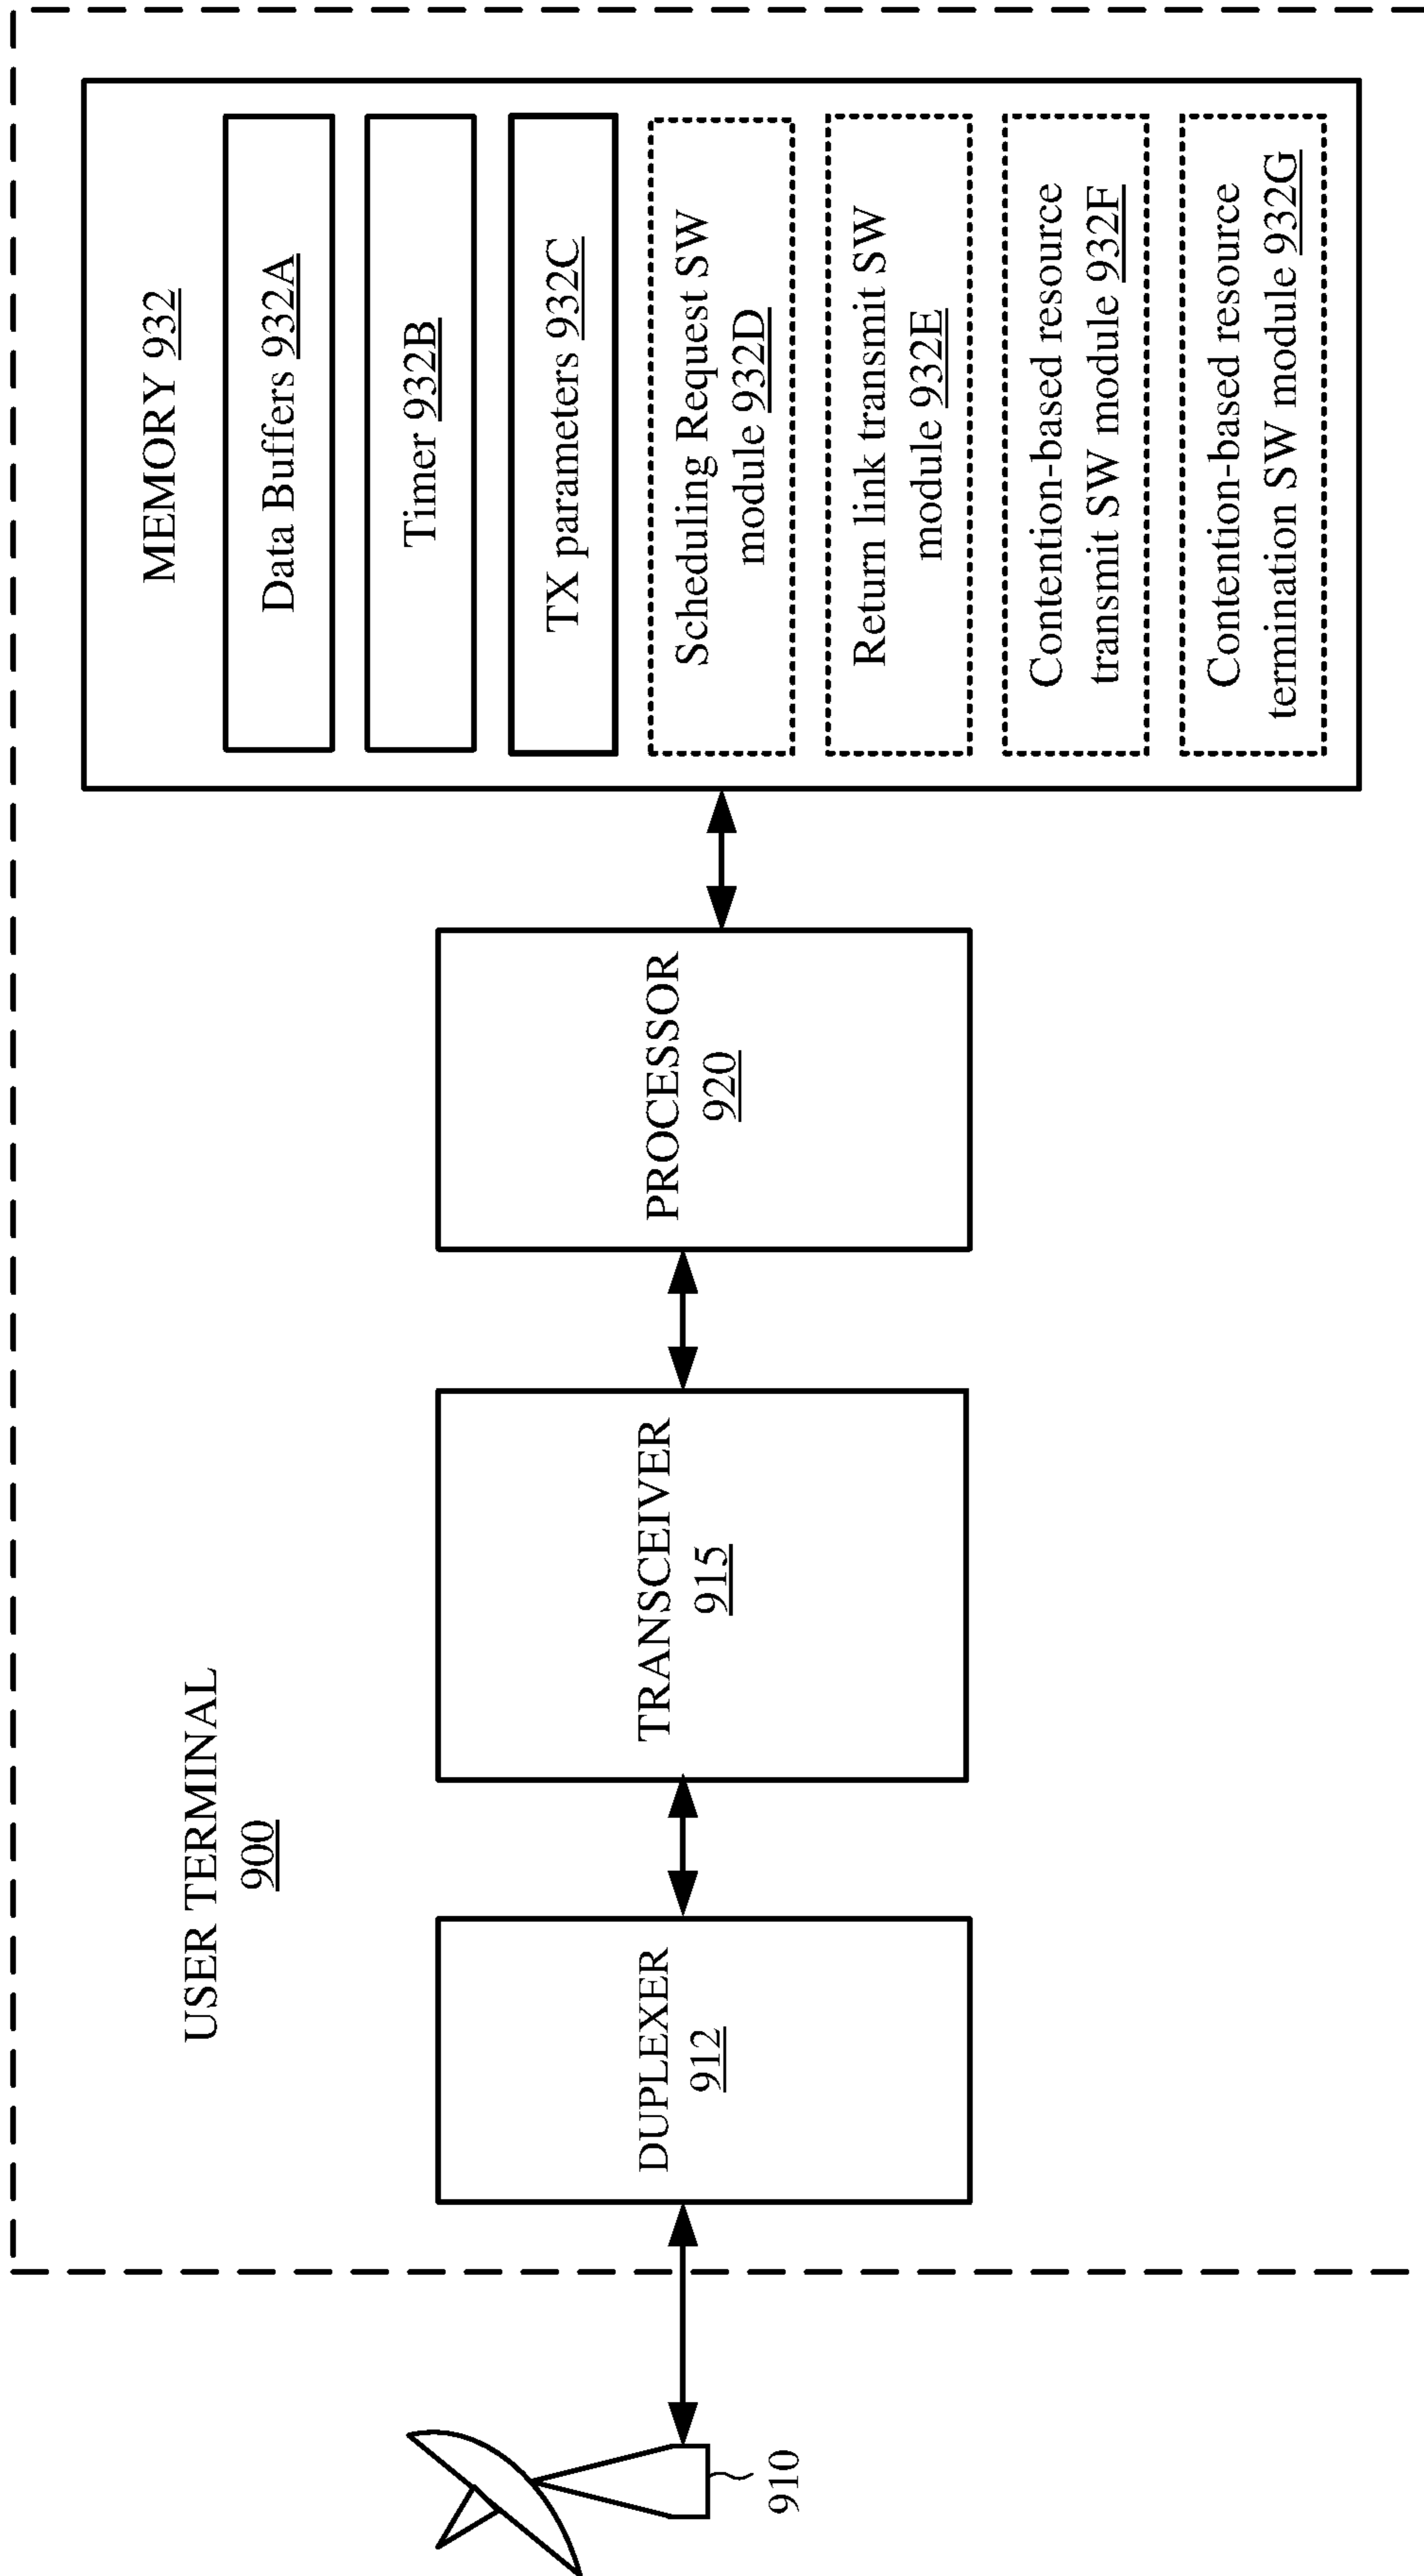 USER TERMINAL
900
910
DUPLEXER
912
TRANSCEIVER
915
PROCESSOR
920
MEMORY 932
Data Buffers 932A
Timer 932B
TX parameters 932C
Scheduling Request SW
module 932D
Return link transmit SW
module 932E
Contention-based resource
transmit SW module 932F
Contention-based resource
termination SW module 932G